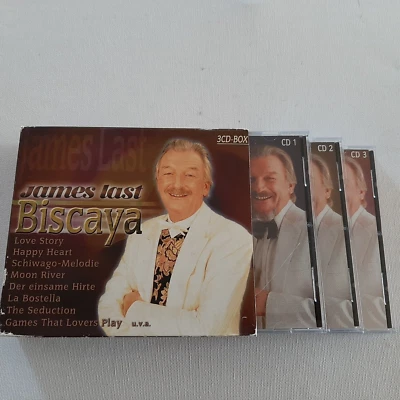 James Last
3CD-BOX
James last
Biscaya
Love Story
Happy Heart
Schiwago-Melodie
Moon River
Der einsame Hirte
La Bostella
The Seduction
Games That Lovers Play u.v.a.
CD 1
CD 2
CD 3